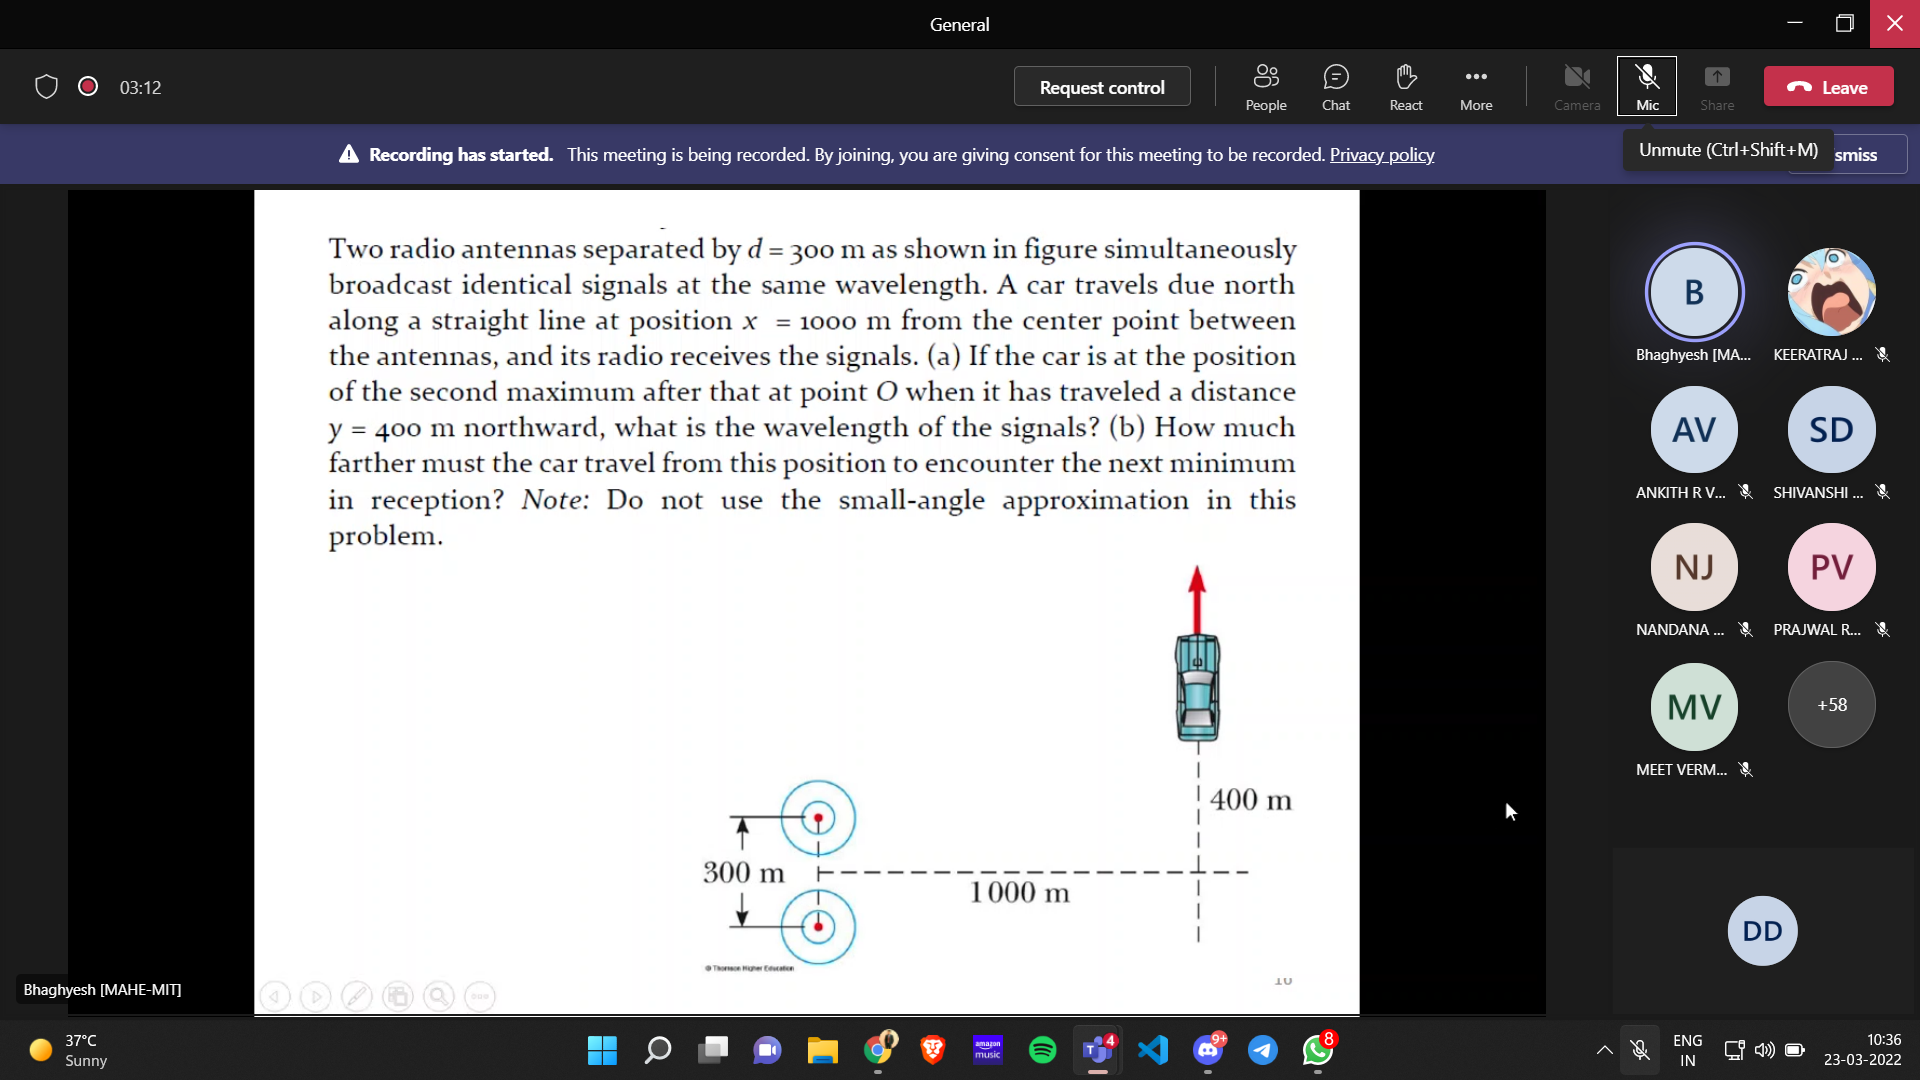 General
03:12
Request control
People
Chat
React
More
Camera
Mic
Share
Leave
Recording has started. This meeting is being recorded. By joining, you are giving consent for this meeting to be recorded. Privacy policy
Unmute (Ctrl+Shift+M)
smiss
Two radio antennas separated by d = 300 m as shown in figure simultaneously
broadcast identical signals at the same wavelength. A car travels due north
along a straight line at position x = 1000 m from the center point between
the antennas, and its radio receives the signals. (a) If the car is at the position
of the second maximum after that at point O when it has traveled a distance
y = 400 m northward, what is the wavelength of the signals? (b) How much
farther must the car travel from this position to encounter the next minimum
in reception? Note: Do not use the small-angle approximation in this
problem.
400 m
300 m
1000 m
© Thomson Higher Education
16
B
Bhaghyesh [MA...
KEERATRAJ ...
AV
ANKITH R V...
SD
SHIVANSHI ...
NJ
NANDANA ...
PV
PRAJWAL R...
MV
MEET VERM...
+58
DD
Bhaghyesh [MAHE-MIT]
37°C
Sunny
amazon
music
4
9+
8
ENG
IN
10:36
23-03-2022